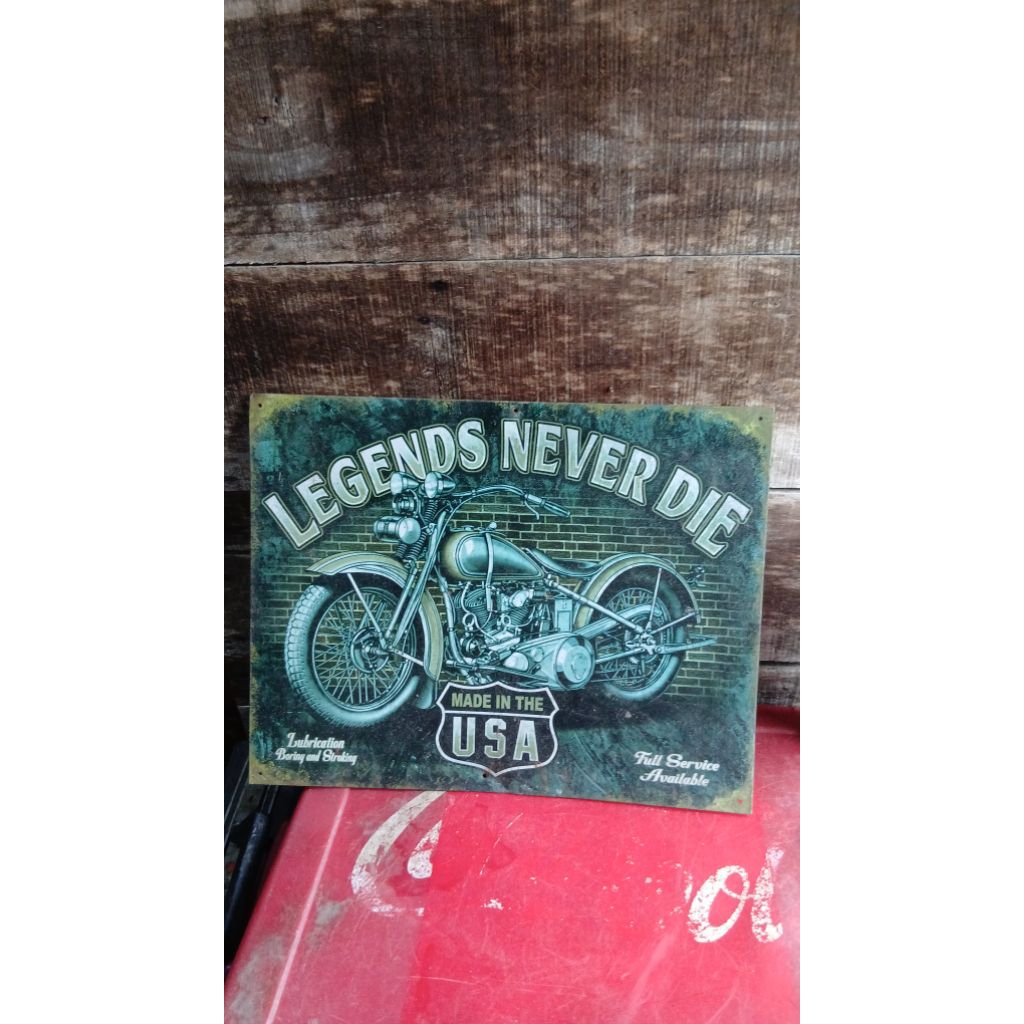 LEGENDS NEVER DIE
MADE IN THE
USA
Lubrication
Boring and Stroking
Full Service
Available